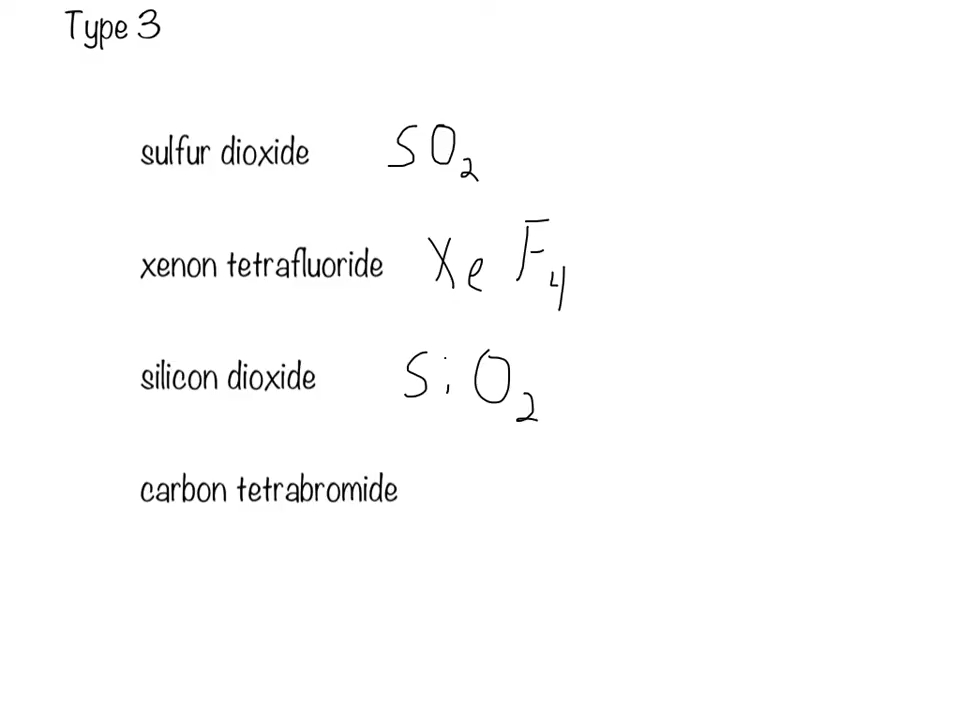 Type 3
sulfur dioxide SO₂
xenon tetrafluoride XeF₄
silicon dioxide SiO₂
carbon tetrabromide